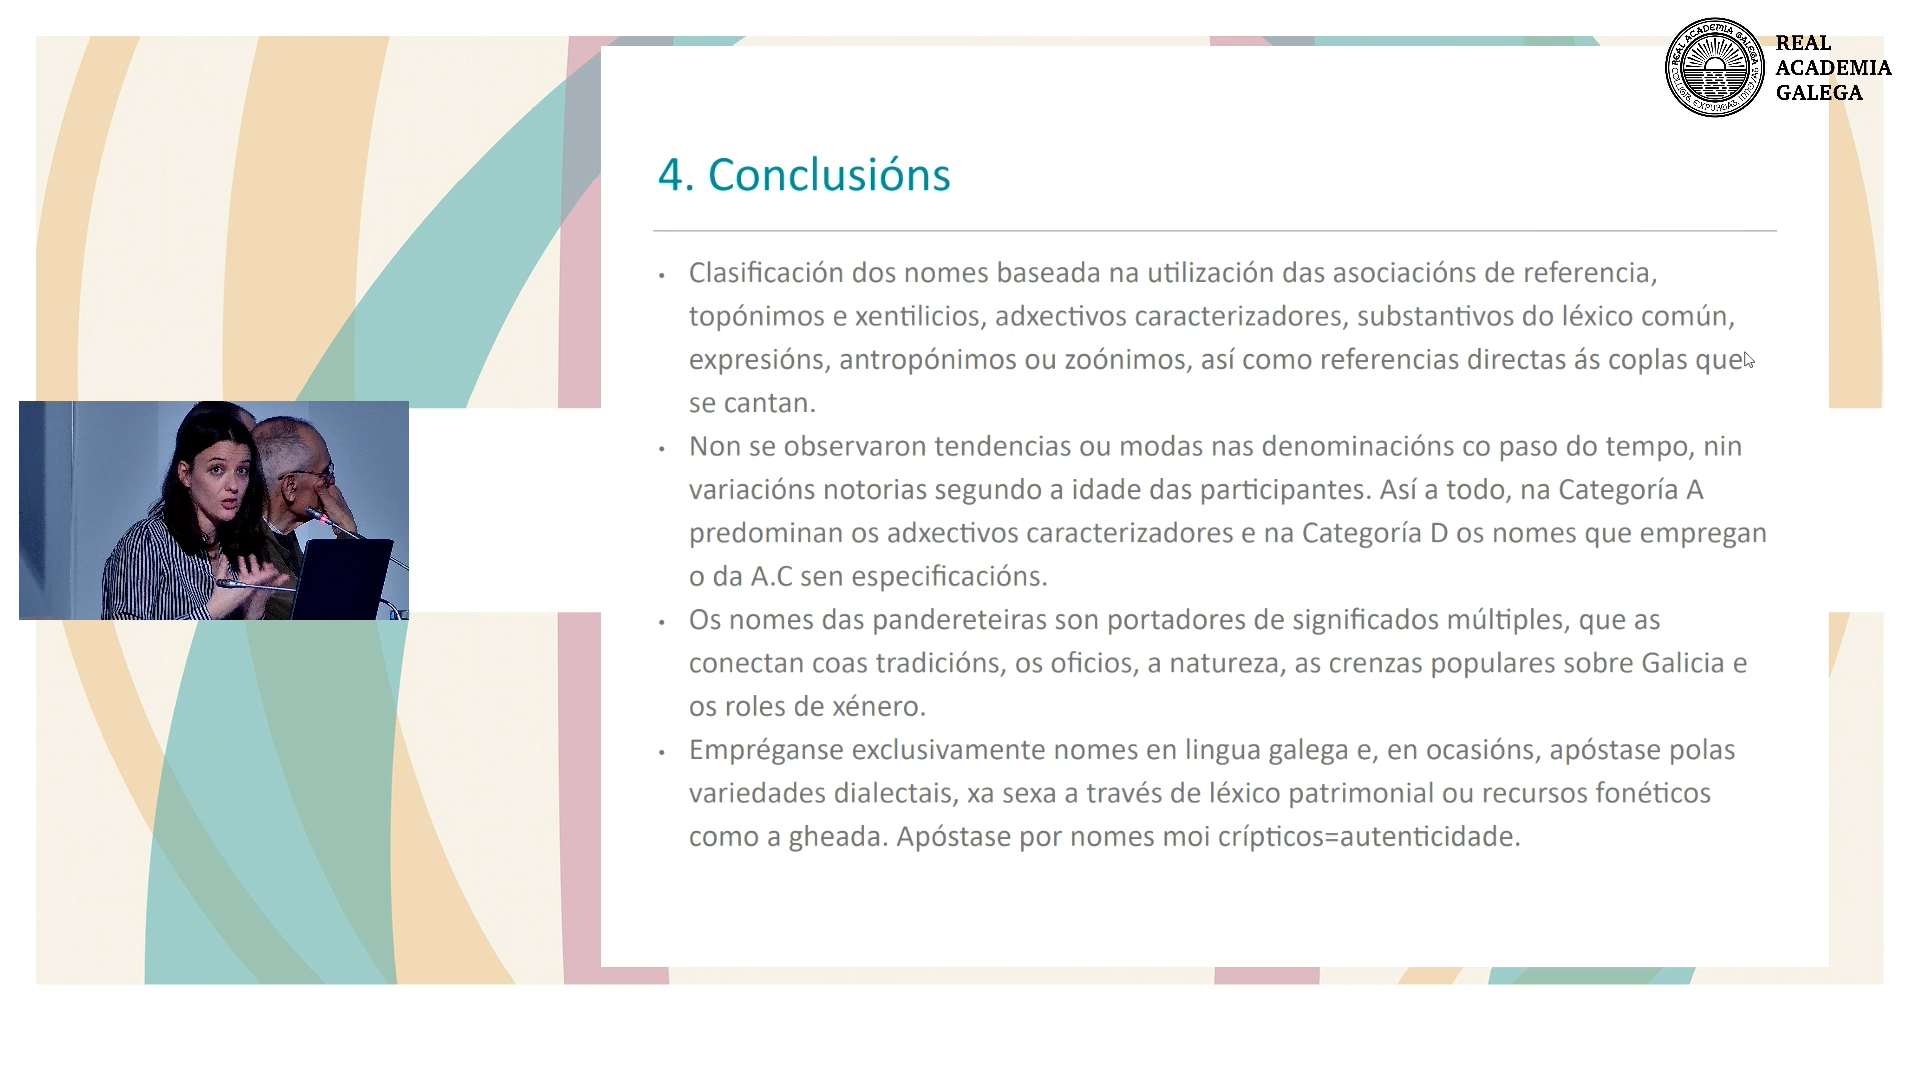 REAL
ACADEMIA
GALEGA
REAL ACADEMIA GALEGA
4. Conclusións
• Clasificación dos nomes baseada na utilización das asociacións de referencia,
topónimos e xentilicios, adxectivos caracterizadores, substantivos do léxico común,
expresións, antropónimos ou zoónimos, así como referencias directas ás coplas que
se cantan.
• Non se observaron tendencias ou modas nas denominacións co paso do tempo, nin
variacións notorias segundo a idade das participantes. Así a todo, na Categoría A
predominan os adxectivos caracterizadores e na Categoría D os nomes que empregan
o da A.C sen especificacións.
• Os nomes das pandereteiras son portadores de significados múltiples, que as
conectan coas tradicións, os oficios, a natureza, as crenzas populares sobre Galicia e
os roles de xénero.
• Empréganse exclusivamente nomes en lingua galega e, en ocasións, apóstase polas
variedades dialectais, xa sexa a través de léxico patrimonial ou recursos fonéticos
como a gheada. Apóstase por nomes moi crípticos=autenticidade.